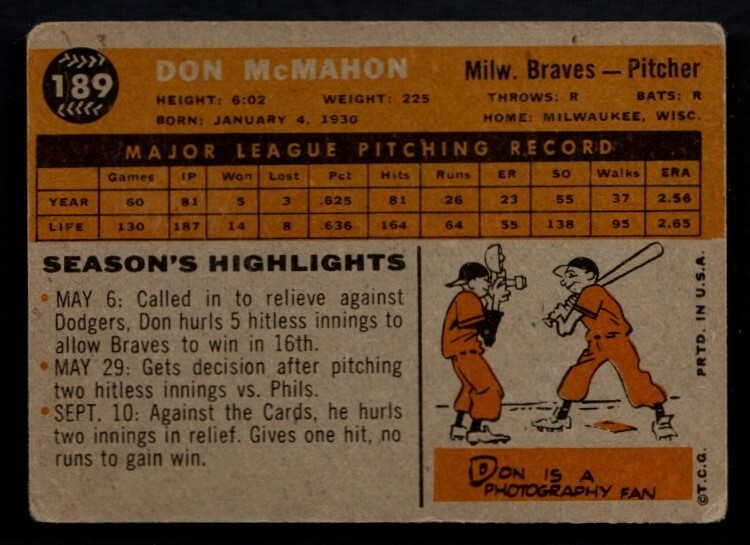 189
DON McMAHON
Milw. Braves — Pitcher
HEIGHT: 6:02 WEIGHT: 225 THROWS: R BATS: R
BORN: JANUARY 4, 1930 HOME: MILWAUKEE, WISC.
MAJOR LEAGUE PITCHING RECORD
Games IP Won Lost Pct Hits Runs ER SO Walks ERA
YEAR 60 81 5 3 .625 81 26 23 55 37 2.56
LIFE 130 187 14 8 .636 164 64 55 138 95 2.65
SEASON'S HIGHLIGHTS
• MAY 6: Called in to relieve against
Dodgers, Don hurls 5 hitless innings to
allow Braves to win in 16th.
• MAY 29: Gets decision after pitching
two hitless innings vs. Phils.
• SEPT. 10: Against the Cards, he hurls
two innings in relief. Gives one hit, no
runs to gain win.
DON IS A
PHOTOGRAPHY FAN
©T.C.G. PRTD. IN U.S.A.